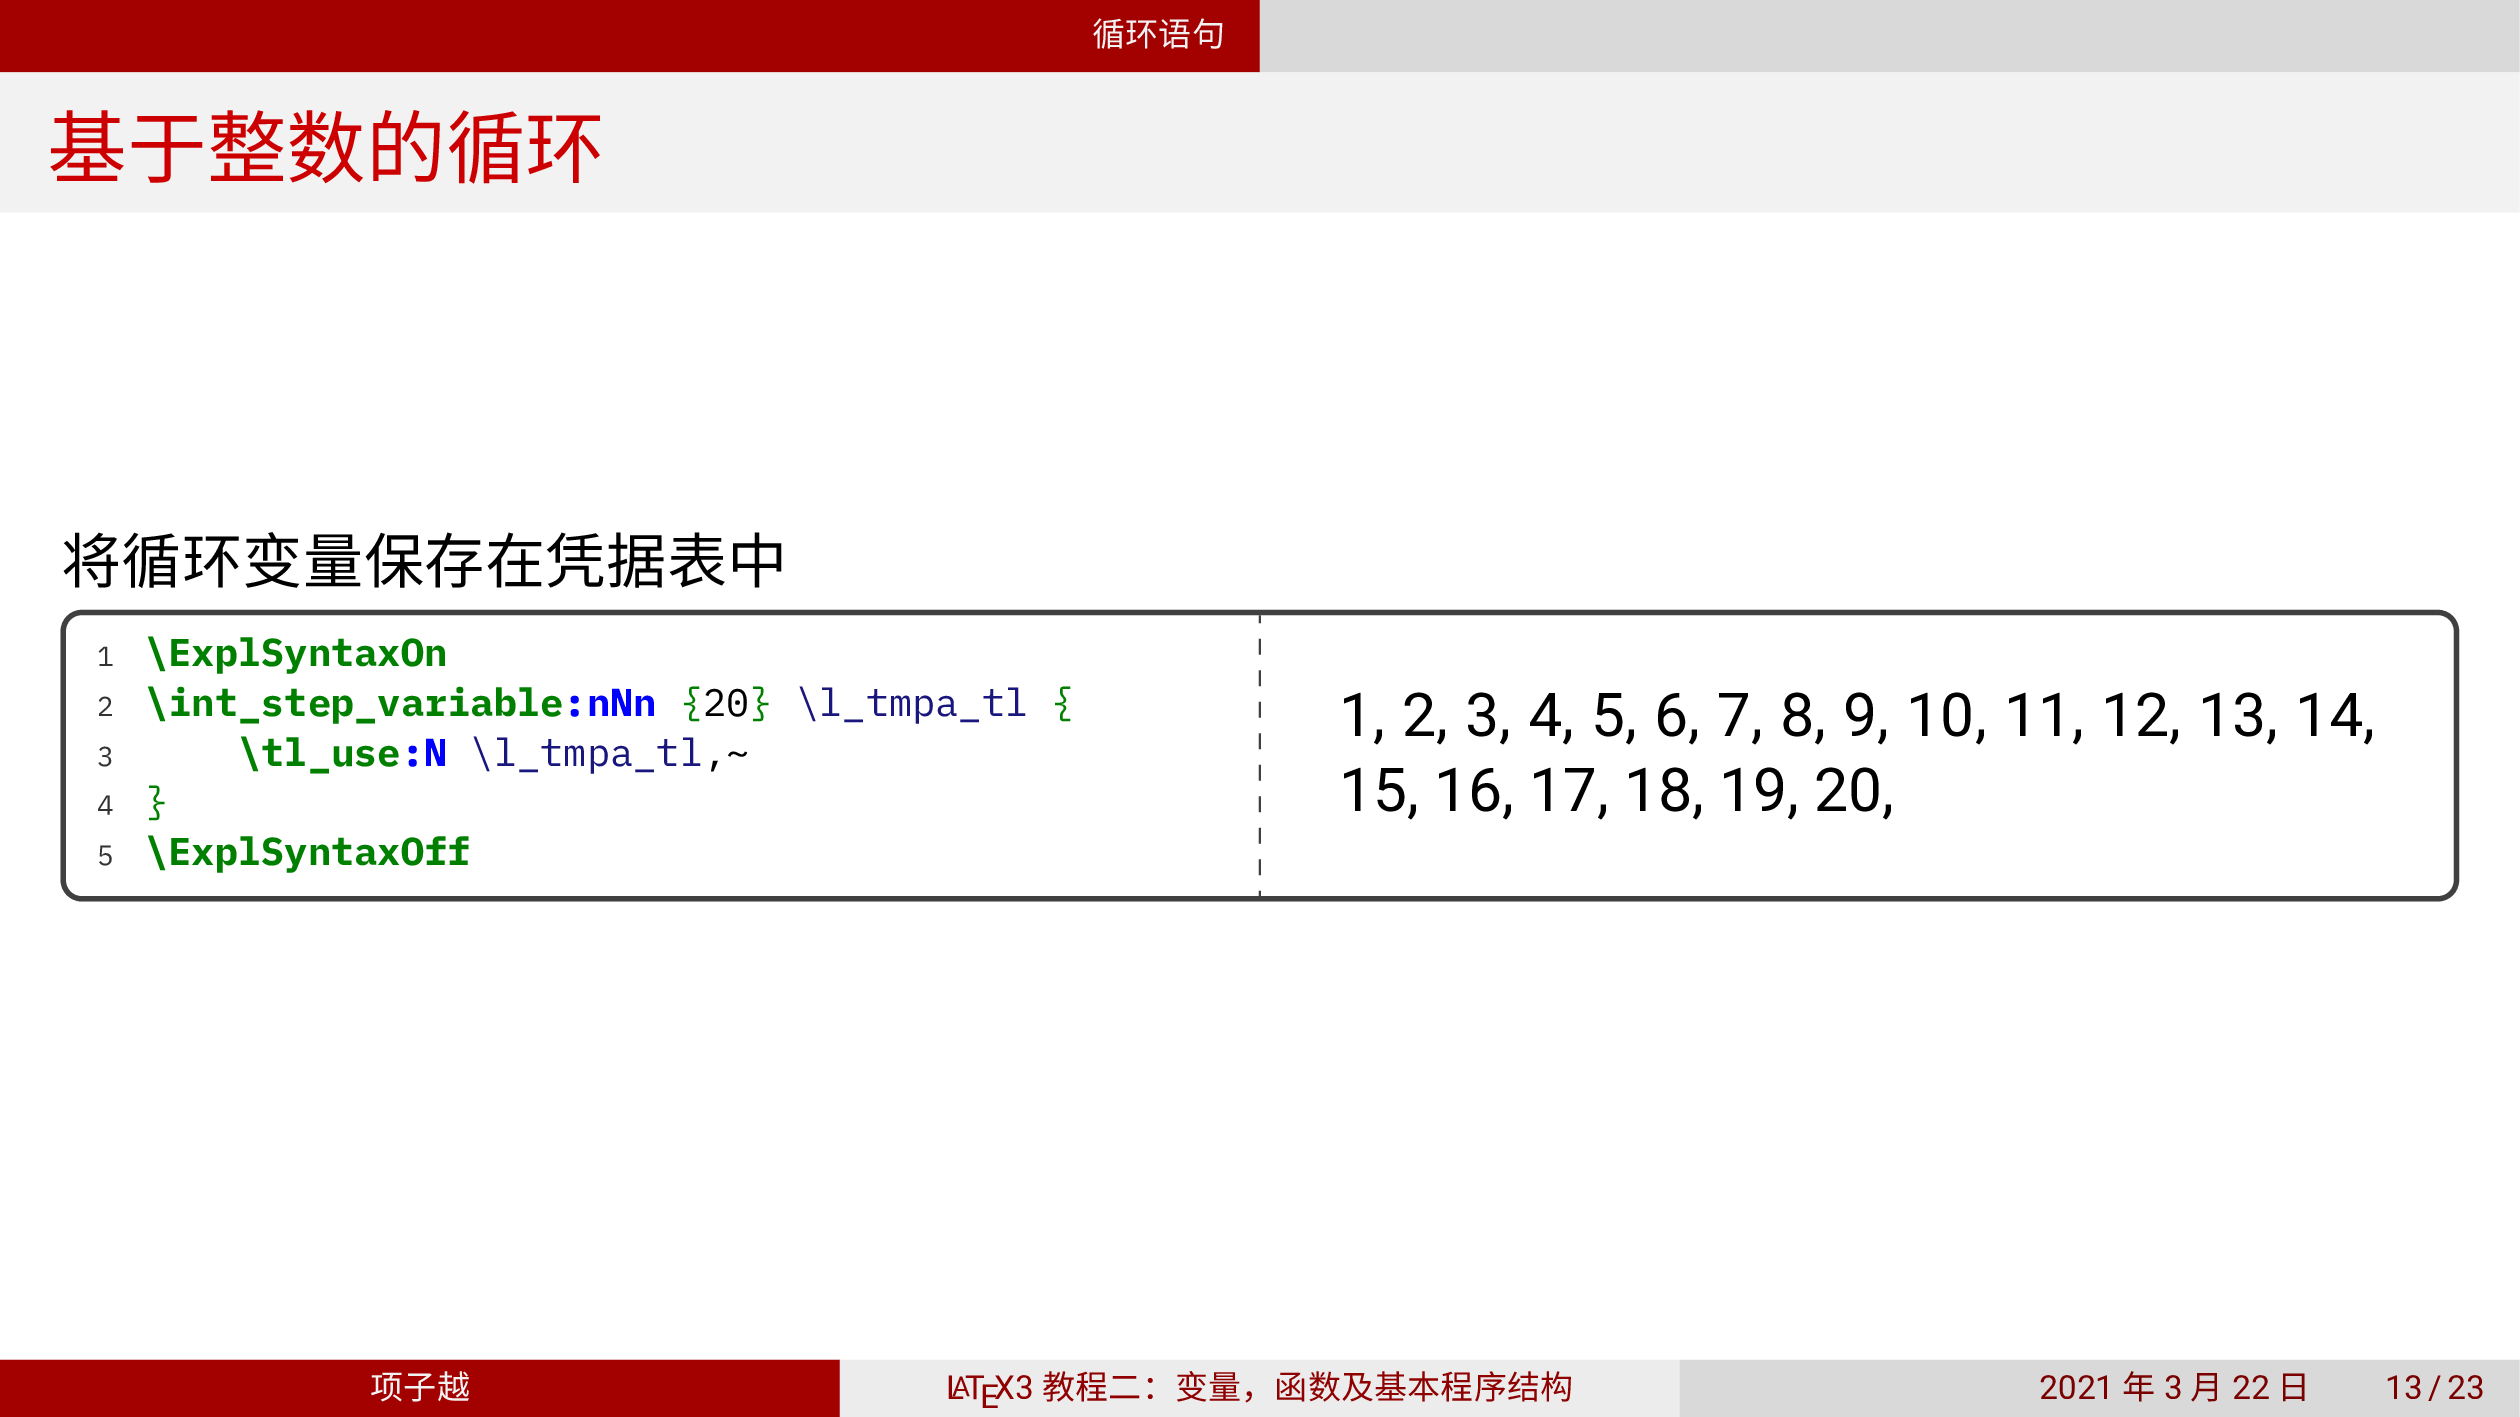 循环语句
基于整数的循环
将循环变量保存在凭据表中
1 \ExplSyntaxOn
2 \int_step_variable:nNn {20} \l_tmpa_tl {
3     \tl_use:N \l_tmpa_tl,~
4 }
5 \ExplSyntaxOff
1, 2, 3, 4, 5, 6, 7, 8, 9, 10, 11, 12, 13, 14,
15, 16, 17, 18, 19, 20,
项子越
LATEX3 教程二：变量，函数及基本程序结构
2021 年 3 月 22 日
13 / 23